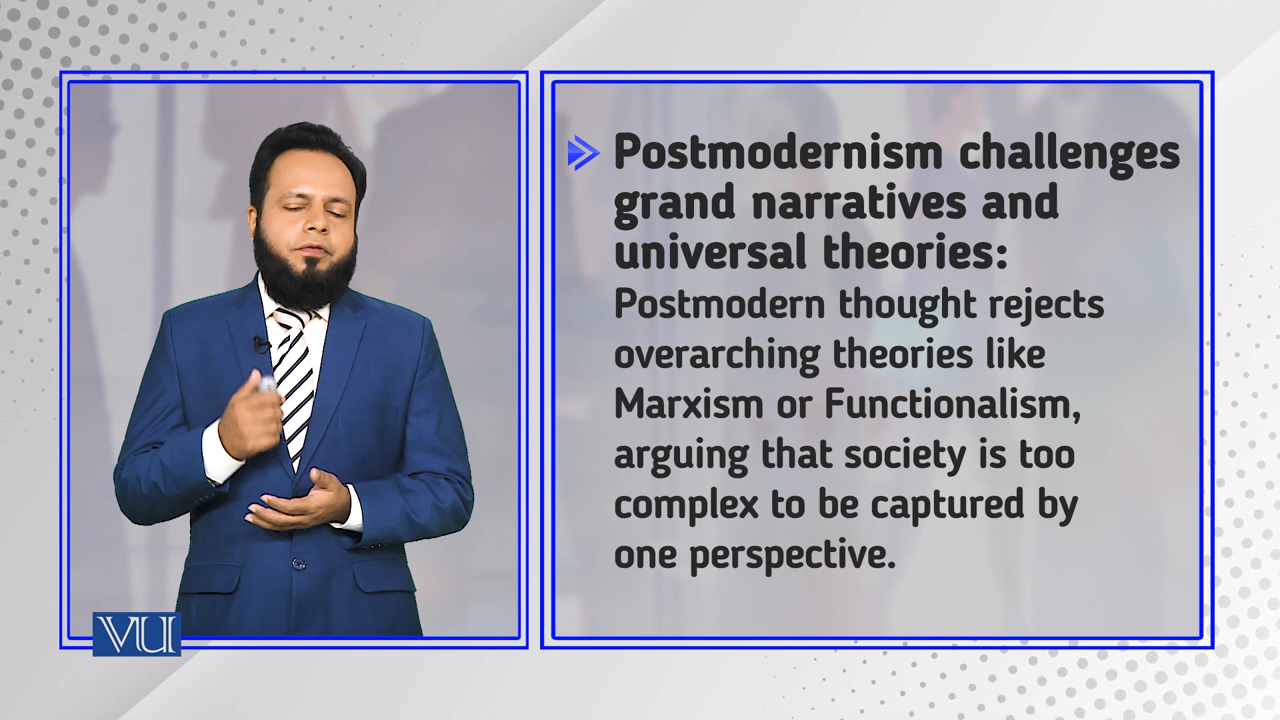 Postmodernism challenges
grand narratives and
universal theories:
Postmodern thought rejects
overarching theories like
Marxism or Functionalism,
arguing that society is too
complex to be captured by
one perspective.
VU